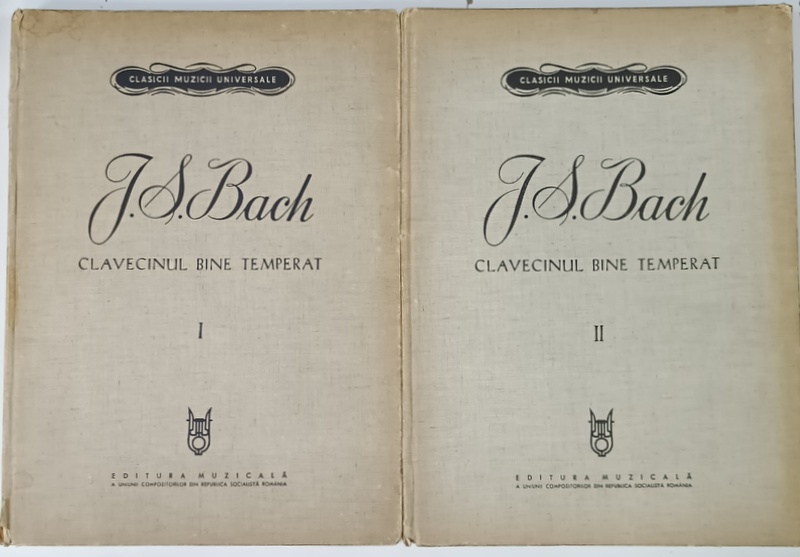 CLASICII MUZICII UNIVERSALE
J.S.Bach
CLAVECINUL BINE TEMPERAT
I
EDITURA MUZICALĂ
A UNIUNII COMPOZITORILOR DIN REPUBLICA SOCIALISTĂ ROMÂNIA
CLASICII MUZICII UNIVERSALE
J.S.Bach
CLAVECINUL BINE TEMPERAT
II
EDITURA MUZICALĂ
A UNIUNII COMPOZITORILOR DIN REPUBLICA SOCIALISTĂ ROMÂNIA